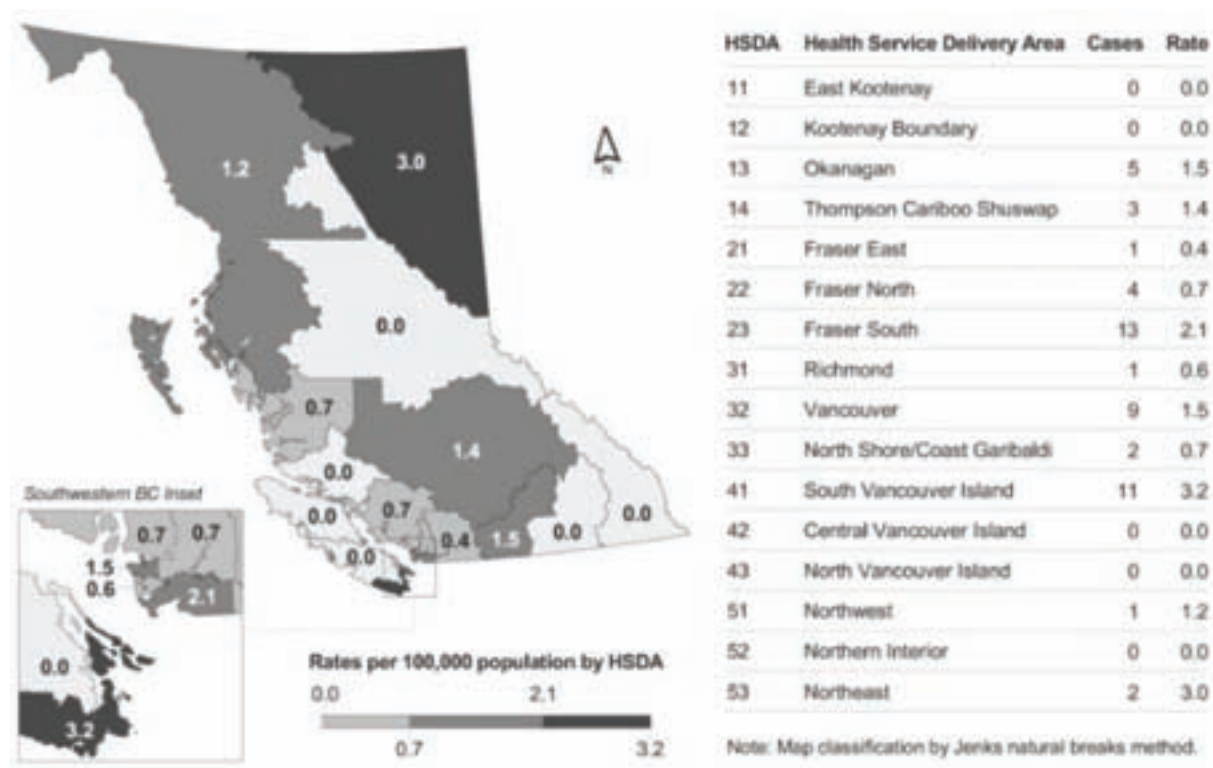 1.2
3.0
N
0.0
0.7
1.4
0.0
0.0
0.7
0.0
0.4
1.5
0.0
0.0
Southwestern BC Inset
0.7
0.7
1.5
0.6
2.1
0.0
3.2
Rates per 100,000 population by HSDA
0.0 2.1
0.7 3.2
HSDA Health Service Delivery Area Cases Rate
11 East Kootenay 0 0.0
12 Kootenay Boundary 0 0.0
13 Okanagan 5 1.5
14 Thompson Cariboo Shuswap 3 1.4
21 Fraser East 1 0.4
22 Fraser North 4 0.7
23 Fraser South 13 2.1
31 Richmond 1 0.6
32 Vancouver 9 1.5
33 North Shore/Coast Garibaldi 2 0.7
41 South Vancouver Island 11 3.2
42 Central Vancouver Island 0 0.0
43 North Vancouver Island 0 0.0
51 Northwest 1 1.2
52 Northern Interior 0 0.0
53 Northeast 2 3.0
Note: Map classification by Jenks natural breaks method.